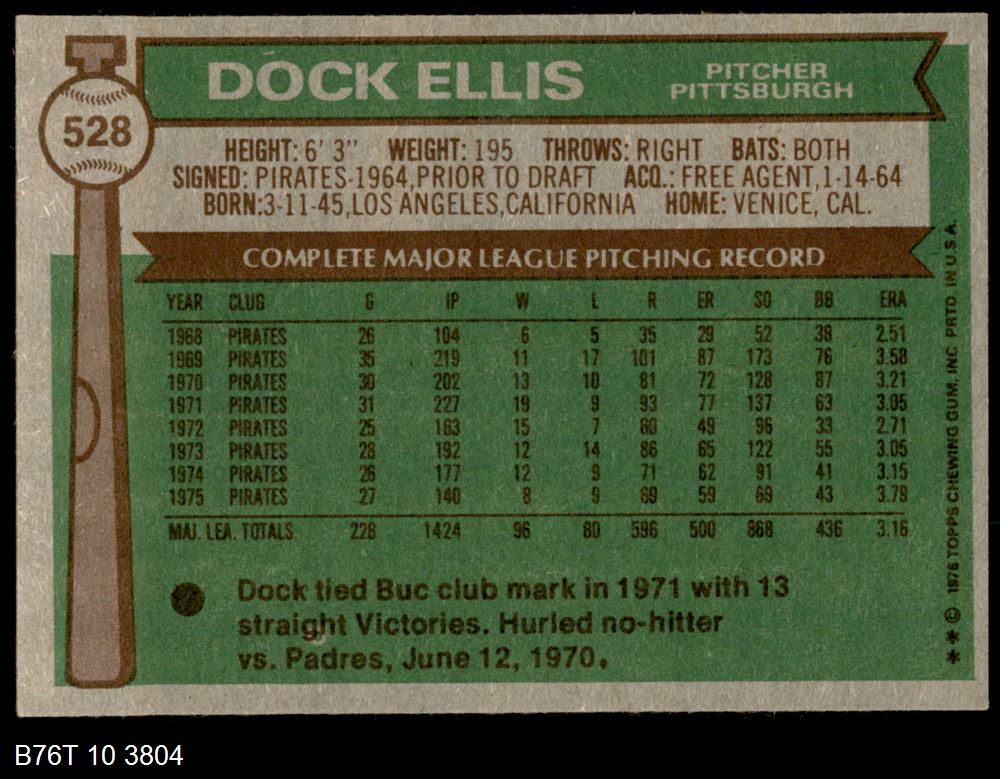 528
DOCK ELLIS
PITCHER
PITTSBURGH
HEIGHT: 6' 3" WEIGHT: 195 THROWS: RIGHT BATS: BOTH
SIGNED: PIRATES-1964, PRIOR TO DRAFT ACQ.: FREE AGENT, 1-14-64
BORN: 3-11-45, LOS ANGELES, CALIFORNIA HOME: VENICE, CAL.
COMPLETE MAJOR LEAGUE PITCHING RECORD
YEAR CLUB G IP W L R ER SO BB ERA
1968 PIRATES 26 104 6 5 35 29 52 38 2.51
1969 PIRATES 35 219 11 17 101 87 173 76 3.58
1970 PIRATES 30 202 13 10 81 72 128 87 3.21
1971 PIRATES 31 227 19 9 93 77 137 63 3.05
1972 PIRATES 25 163 15 7 80 49 96 33 2.71
1973 PIRATES 28 192 12 14 86 65 122 55 3.05
1974 PIRATES 26 177 12 9 71 62 91 41 3.15
1975 PIRATES 27 140 8 9 69 59 69 43 3.79
MAJ. LEA. TOTALS 228 1424 96 80 596 500 868 436 3.16
Dock tied Buc club mark in 1971 with 13
straight Victories. Hurled no-hitter
vs. Padres, June 12, 1970.
** © 1976 TOPPS CHEWING GUM, INC. PRTD. IN U.S.A.
B76T 10 3804